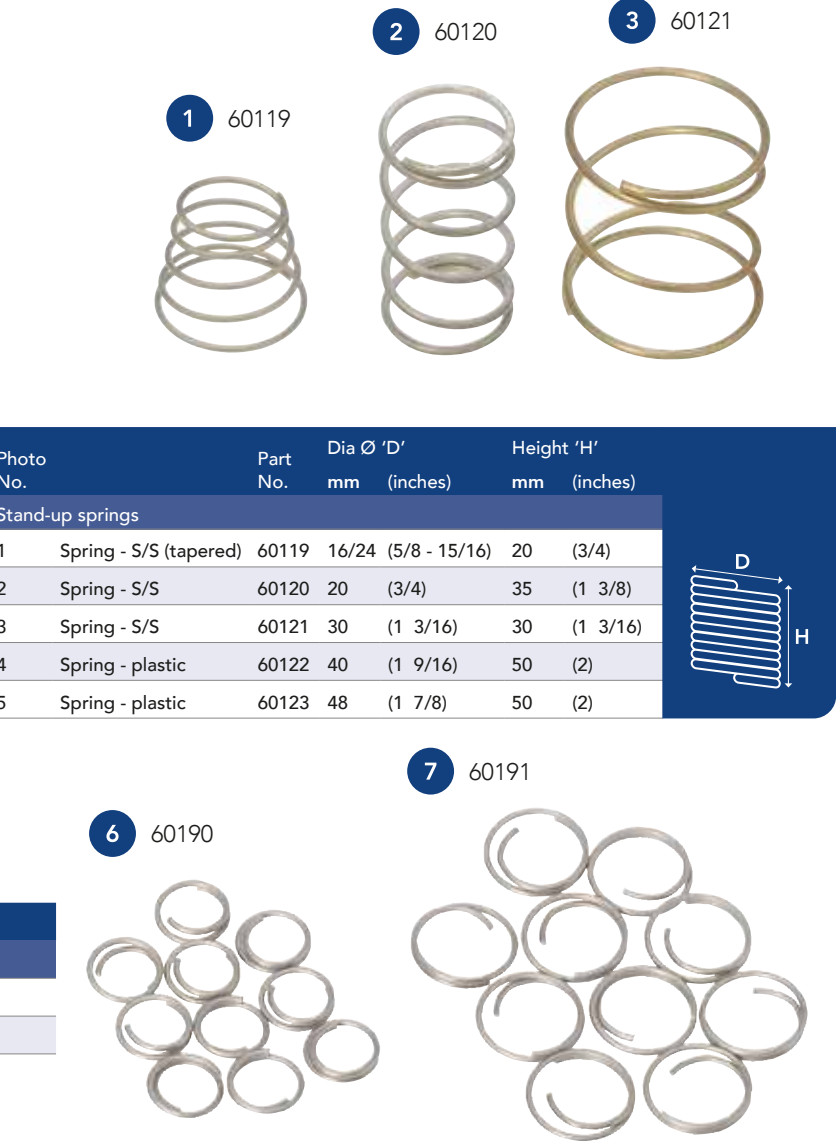 2 60120
3 60121
1 60119
Photo No. Part No. Dia Ø ‘D’ Height ‘H’
mm (inches) mm (inches)
Stand-up springs
1 Spring - S/S (tapered) 60119 16/24 (5/8 - 15/16) 20 (3/4)
2 Spring - S/S 60120 20 (3/4) 35 (1 3/8)
3 Spring - S/S 60121 30 (1 3/16) 30 (1 3/16)
4 Spring - plastic 60122 40 (1 9/16) 50 (2)
5 Spring - plastic 60123 48 (1 7/8) 50 (2)
D
H
7 60191
6 60190